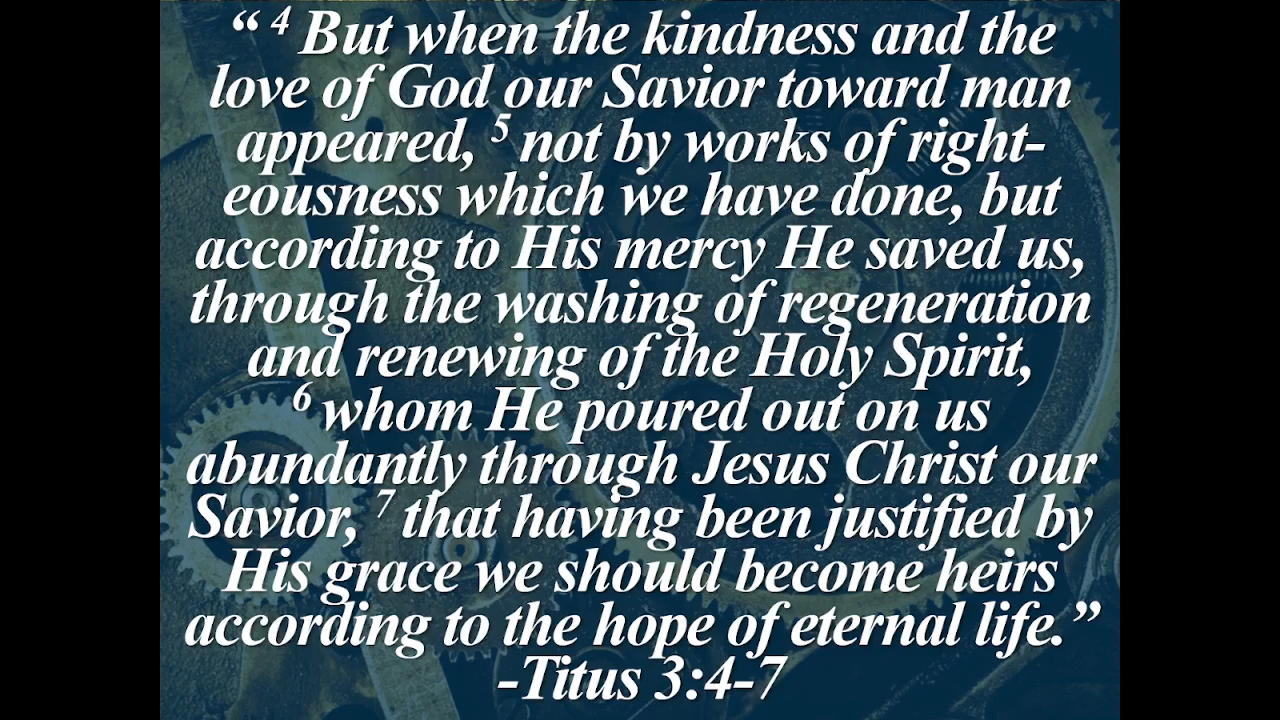 “ 4 But when the kindness and the
love of God our Savior toward man
appeared, 5 not by works of right-
eousness which we have done, but
according to His mercy He saved us,
through the washing of regeneration
and renewing of the Holy Spirit,
6 whom He poured out on us
abundantly through Jesus Christ our
Savior, 7 that having been justified by
His grace we should become heirs
according to the hope of eternal life.”
-Titus 3:4-7